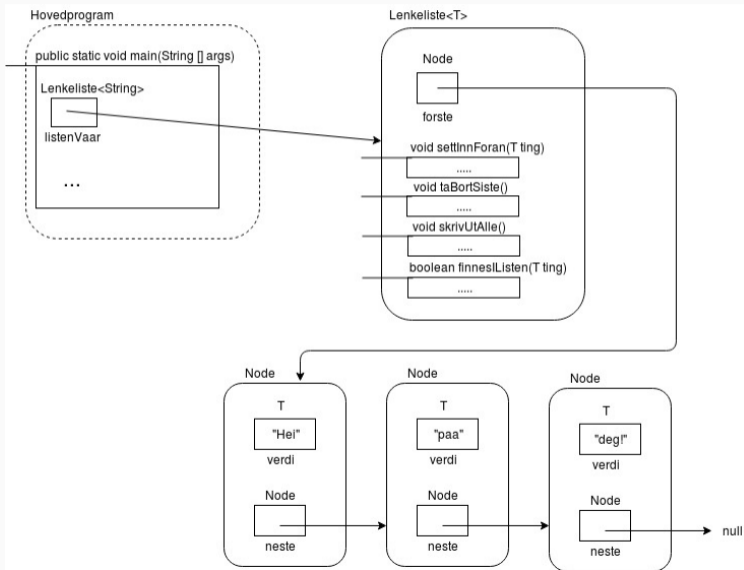 Hovedprogram
public static void main(String [] args)
Lenkeliste<String>
listenVaar
...
Lenkeliste<T>
Node
forste
void settInnForan(T ting)
.....
void taBortSiste()
.....
void skrivUtAlle()
.....
boolean finnesIListen(T ting)
.....
Node
T
"Hei"
verdi
Node
neste
Node
T
"paa"
verdi
Node
neste
Node
T
"deg!"
verdi
Node
neste
null